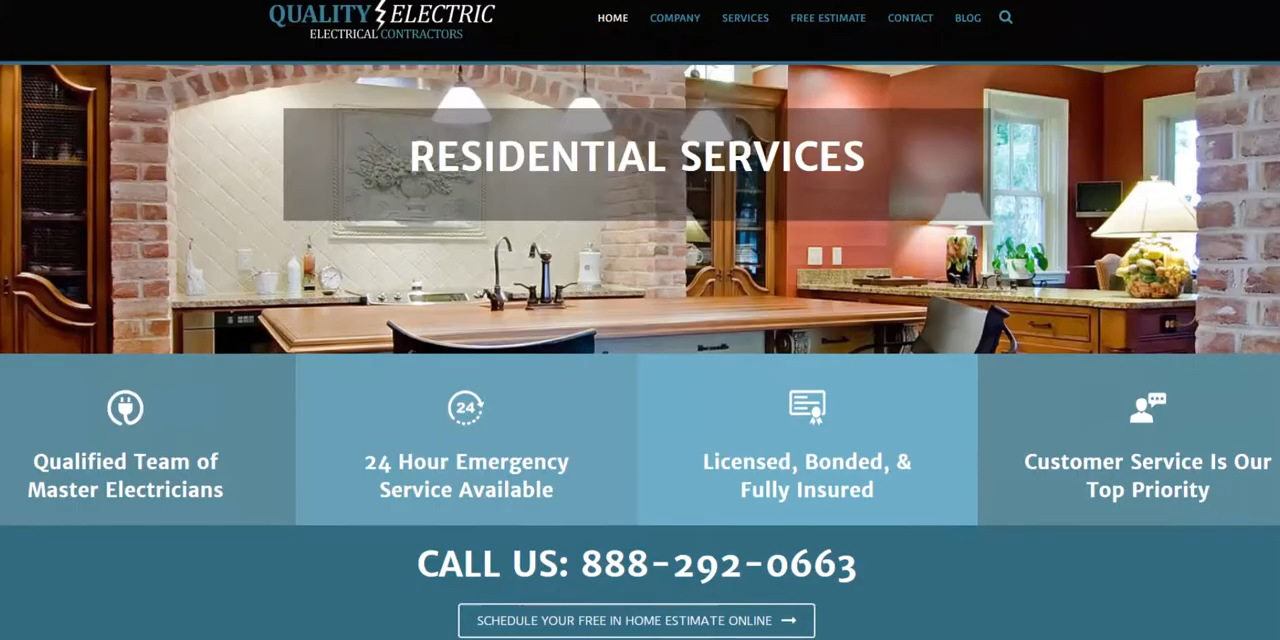 QUALITY ELECTRIC
ELECTRICAL CONTRACTORS
HOME COMPANY SERVICES FREE ESTIMATE CONTACT BLOG
RESIDENTIAL SERVICES
24
Qualified Team of
Master Electricians
24 Hour Emergency
Service Available
Licensed, Bonded, &
Fully Insured
Customer Service Is Our
Top Priority
CALL US: 888-292-0663
SCHEDULE YOUR FREE IN HOME ESTIMATE ONLINE